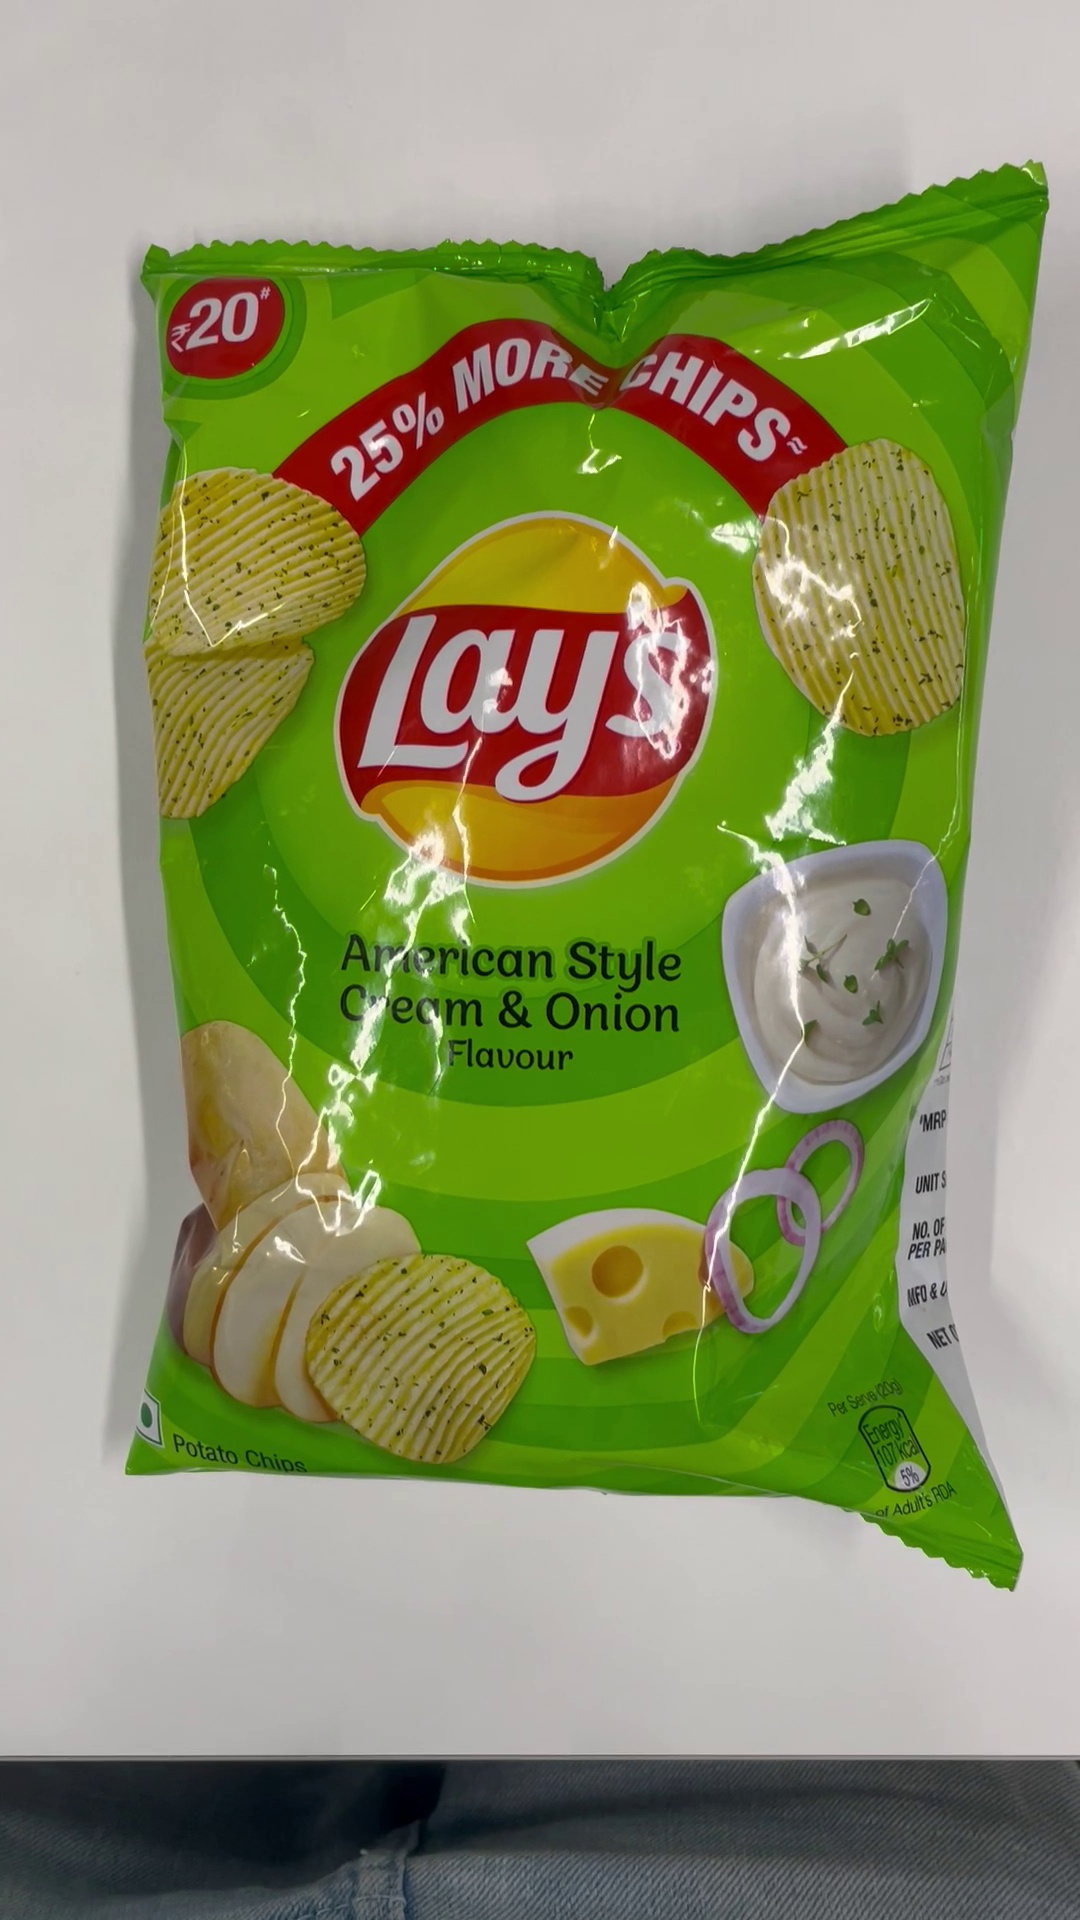 ₹20#
25% MORE CHIPS≈
Lay's
American Style
Cream & Onion
Flavour
#MRP
UNIT
NO. OF
PER
MFD &
NET
Per Serve (20g)
Energy*
107 kcal
5%
of Adult's RDA
Potato Chips